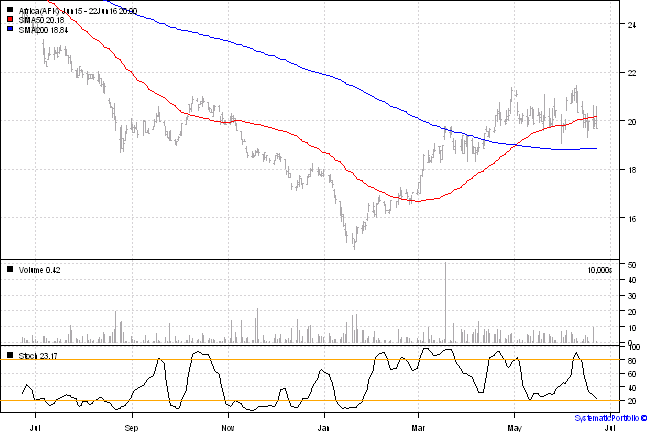 Africa(AFK) Jun15 - 22Jun16 20.00
SMA50 20.18
SMA200 18.84
24
22
20
18
16
Volume 0.42
10,000s
50
40
30
20
10
0
Stoch 23.17
100
80
60
40
20
Jul Sep Nov Jan Mar May Jul
SystematicPortfolio ©